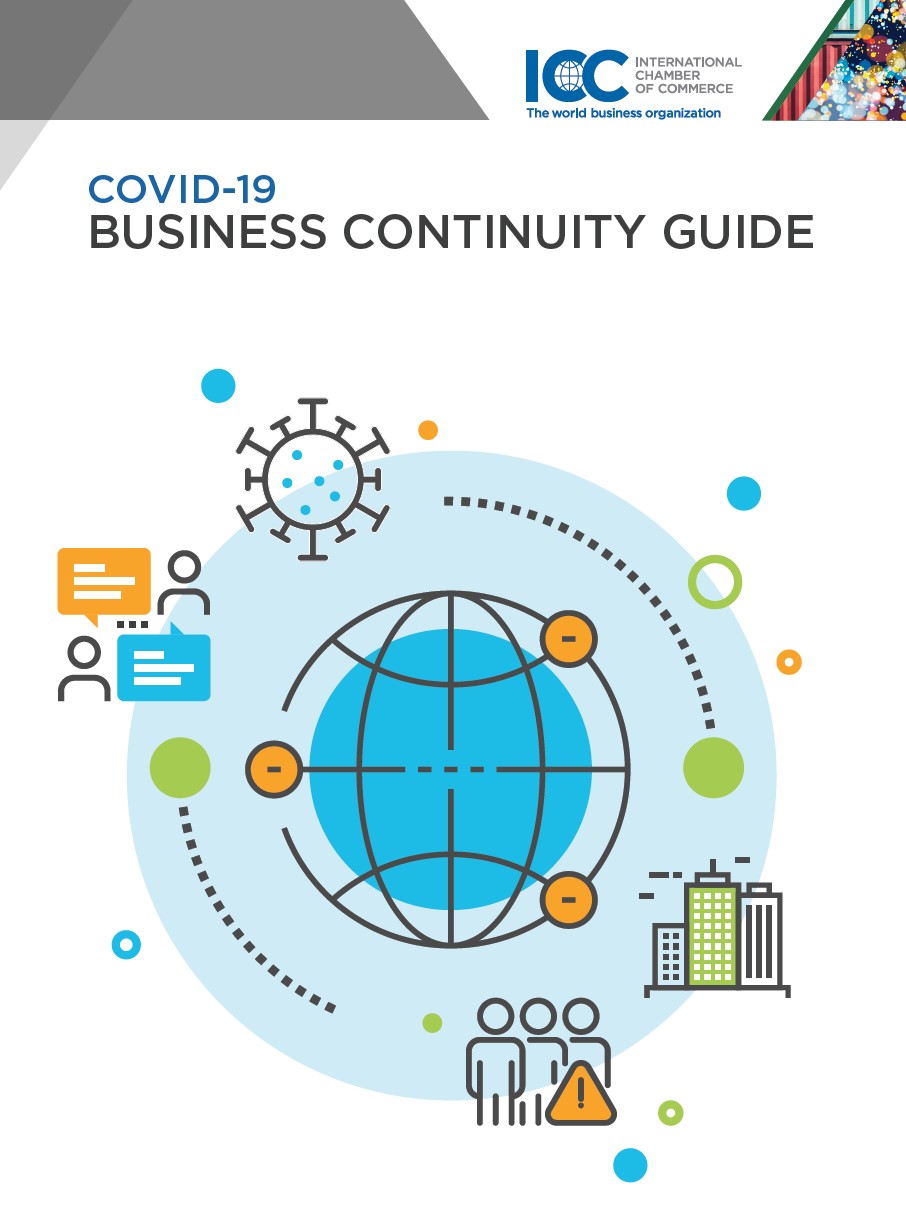 ICC
INTERNATIONAL
CHAMBER
OF COMMERCE
The world business organization
COVID-19
BUSINESS CONTINUITY GUIDE